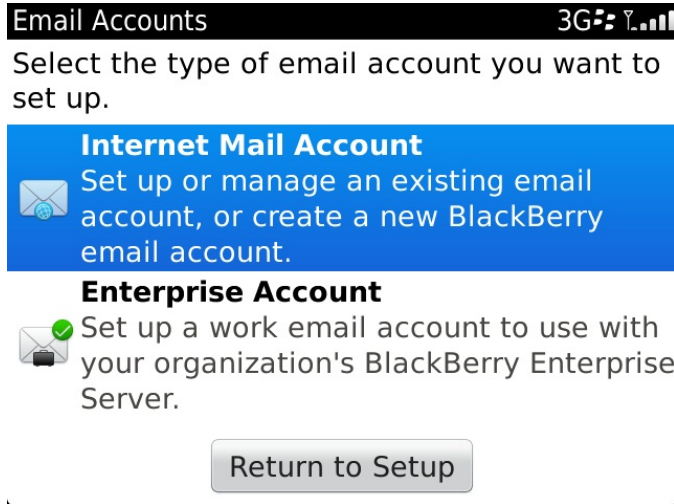 Email Accounts 3G
Select the type of email account you want to
set up.
Internet Mail Account
Set up or manage an existing email
account, or create a new BlackBerry
email account.
Enterprise Account
Set up a work email account to use with
your organization's BlackBerry Enterprise
Server.
Return to Setup